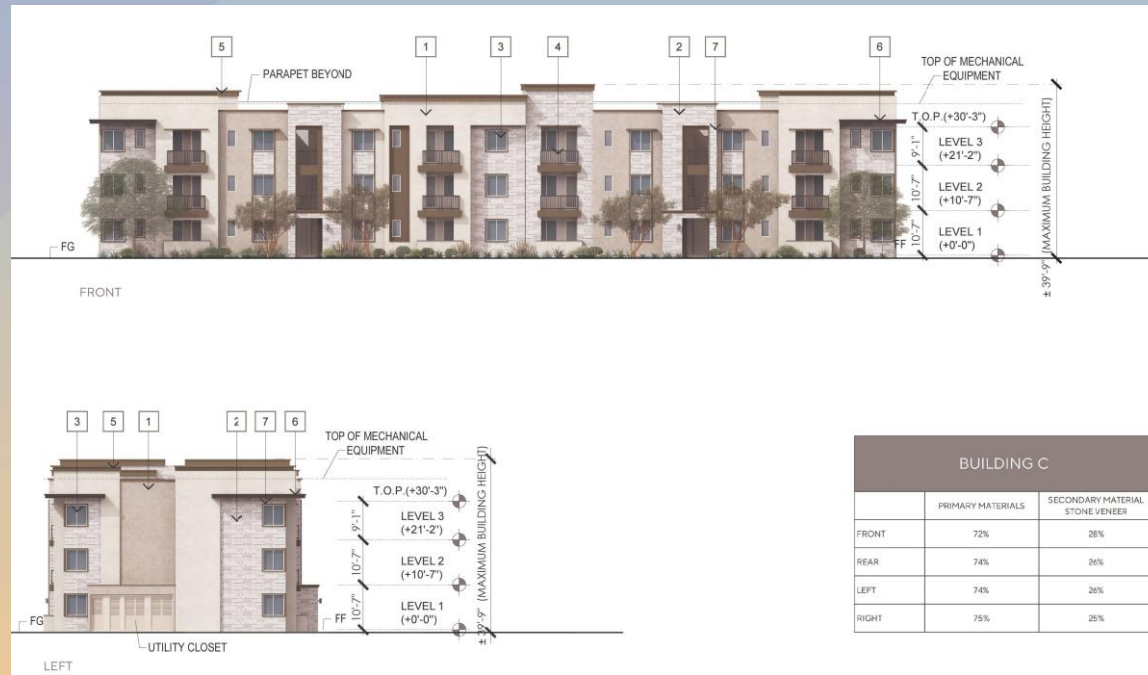 5
1
3
4
2
7
6
PARAPET BEYOND
TOP OF MECHANICAL
EQUIPMENT
T.O.P.(+30'-3")
9'-1"
LEVEL 3
(+21'-2")
10'-7"
LEVEL 2
(+10'-7")
10'-7"
LEVEL 1
(+0'-0")
FF
FG
± 39'-9" (MAXIMUM BUILDING HEIGHT)
FRONT
3
5
1
2
7
6
TOP OF MECHANICAL
EQUIPMENT
T.O.P.(+30'-3")
9'-1"
LEVEL 3
(+21'-2")
10'-7"
LEVEL 2
(+10'-7")
10'-7"
LEVEL 1
(+0'-0")
FF
FG
± 39'-9" (MAXIMUM BUILDING HEIGHT)
UTILITY CLOSET
LEFT
BUILDING C
PRIMARY MATERIALS
SECONDARY MATERIAL
STONE VENEER
FRONT 72% 28%
REAR 74% 26%
LEFT 74% 26%
RIGHT 75% 25%